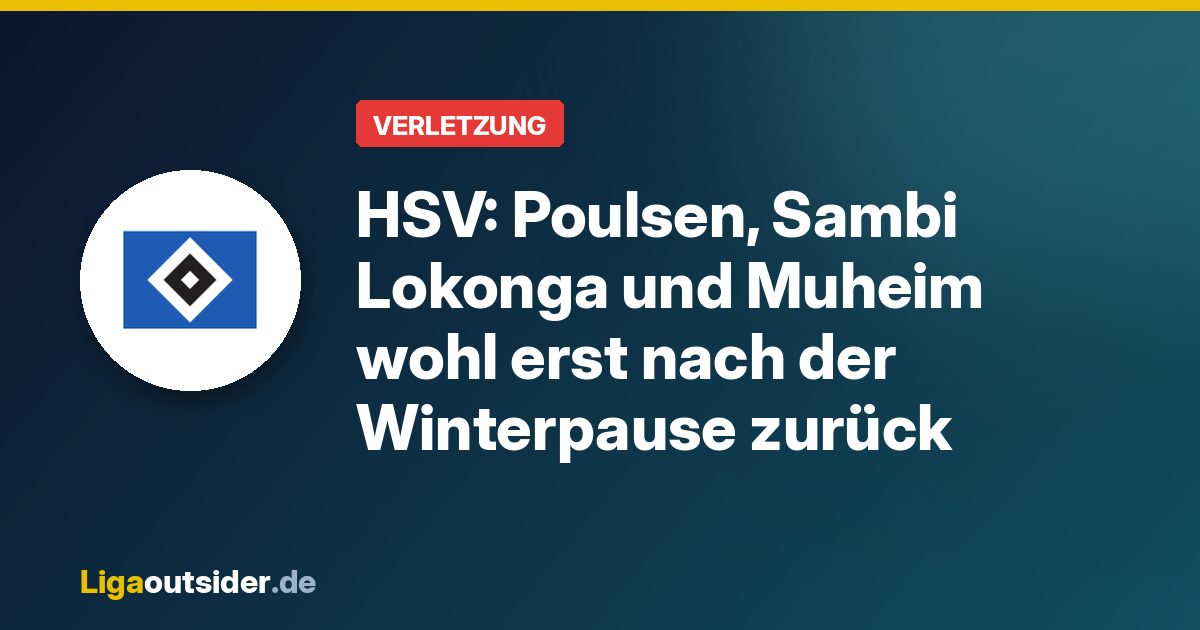 VERLETZUNG
HSV: Poulsen, Sambi
Lokonga und Muheim
wohl erst nach der
Winterpause zurück
Ligaoutsider.de